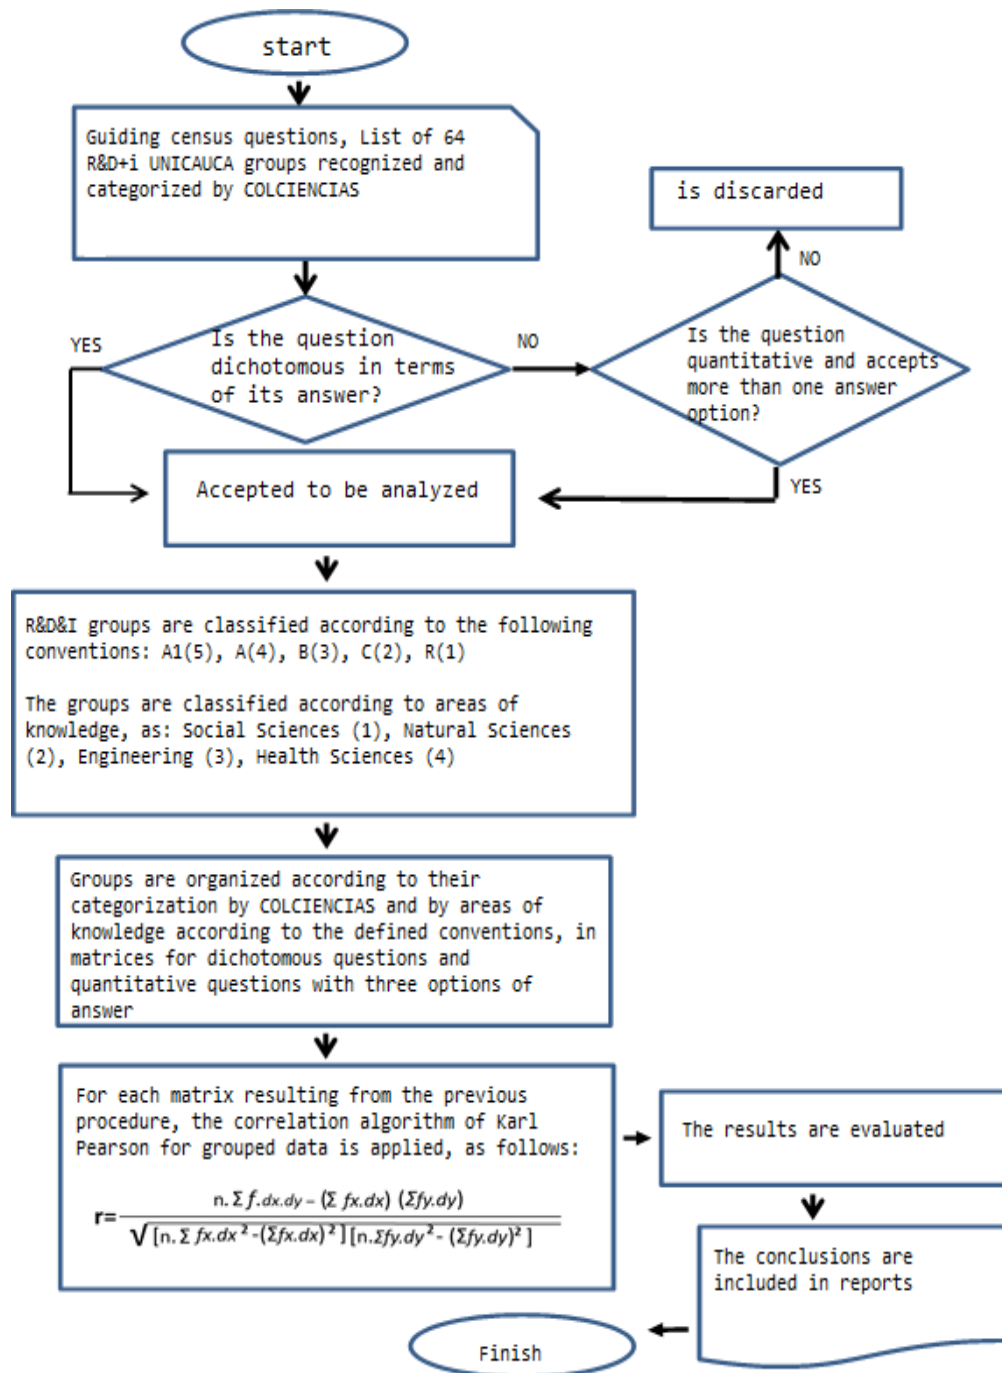 start
Guiding census questions, List of 64
R&D+i UNICAUCA groups recognized and
categorized by COLCIENCIAS
is discarded
NO
YES
Is the question
dichotomous in terms
of its answer?
NO
Is the question
quantitative and accepts
more than one answer
option?
YES
Accepted to be analyzed
R&D&I groups are classified according to the following
conventions: A1(5), A(4), B(3), C(2), R(1)
The groups are classified according to areas of
knowledge, as: Social Sciences (1), Natural Sciences
(2), Engineering (3), Health Sciences (4)
Groups are organized according to their
categorization by COLCIENCIAS and by areas of
knowledge according to the defined conventions, in
matrices for dichotomous questions and
quantitative questions with three options of
answer
For each matrix resulting from the previous
procedure, the correlation algorithm of Karl
Pearson for grouped data is applied, as follows:
n. Σ f.dx.dy – (Σ fx.dx) (Σfy.dy)
r=
√[n. Σ fx.dx² -(Σfx.dx)²] [n.Σfy.dy²- (Σfy.dy)²]
The results are evaluated
The conclusions are
included in reports
Finish